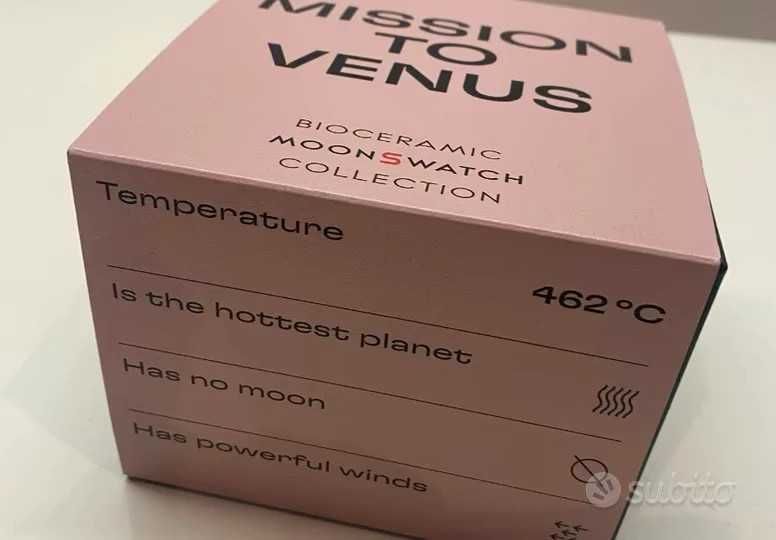 MISSION
TO
VENUS
BIOCERAMIC
MOONSWATCH
COLLECTION
Temperature
462 °C
Is the hottest planet
Has no moon
Has powerful winds
subito